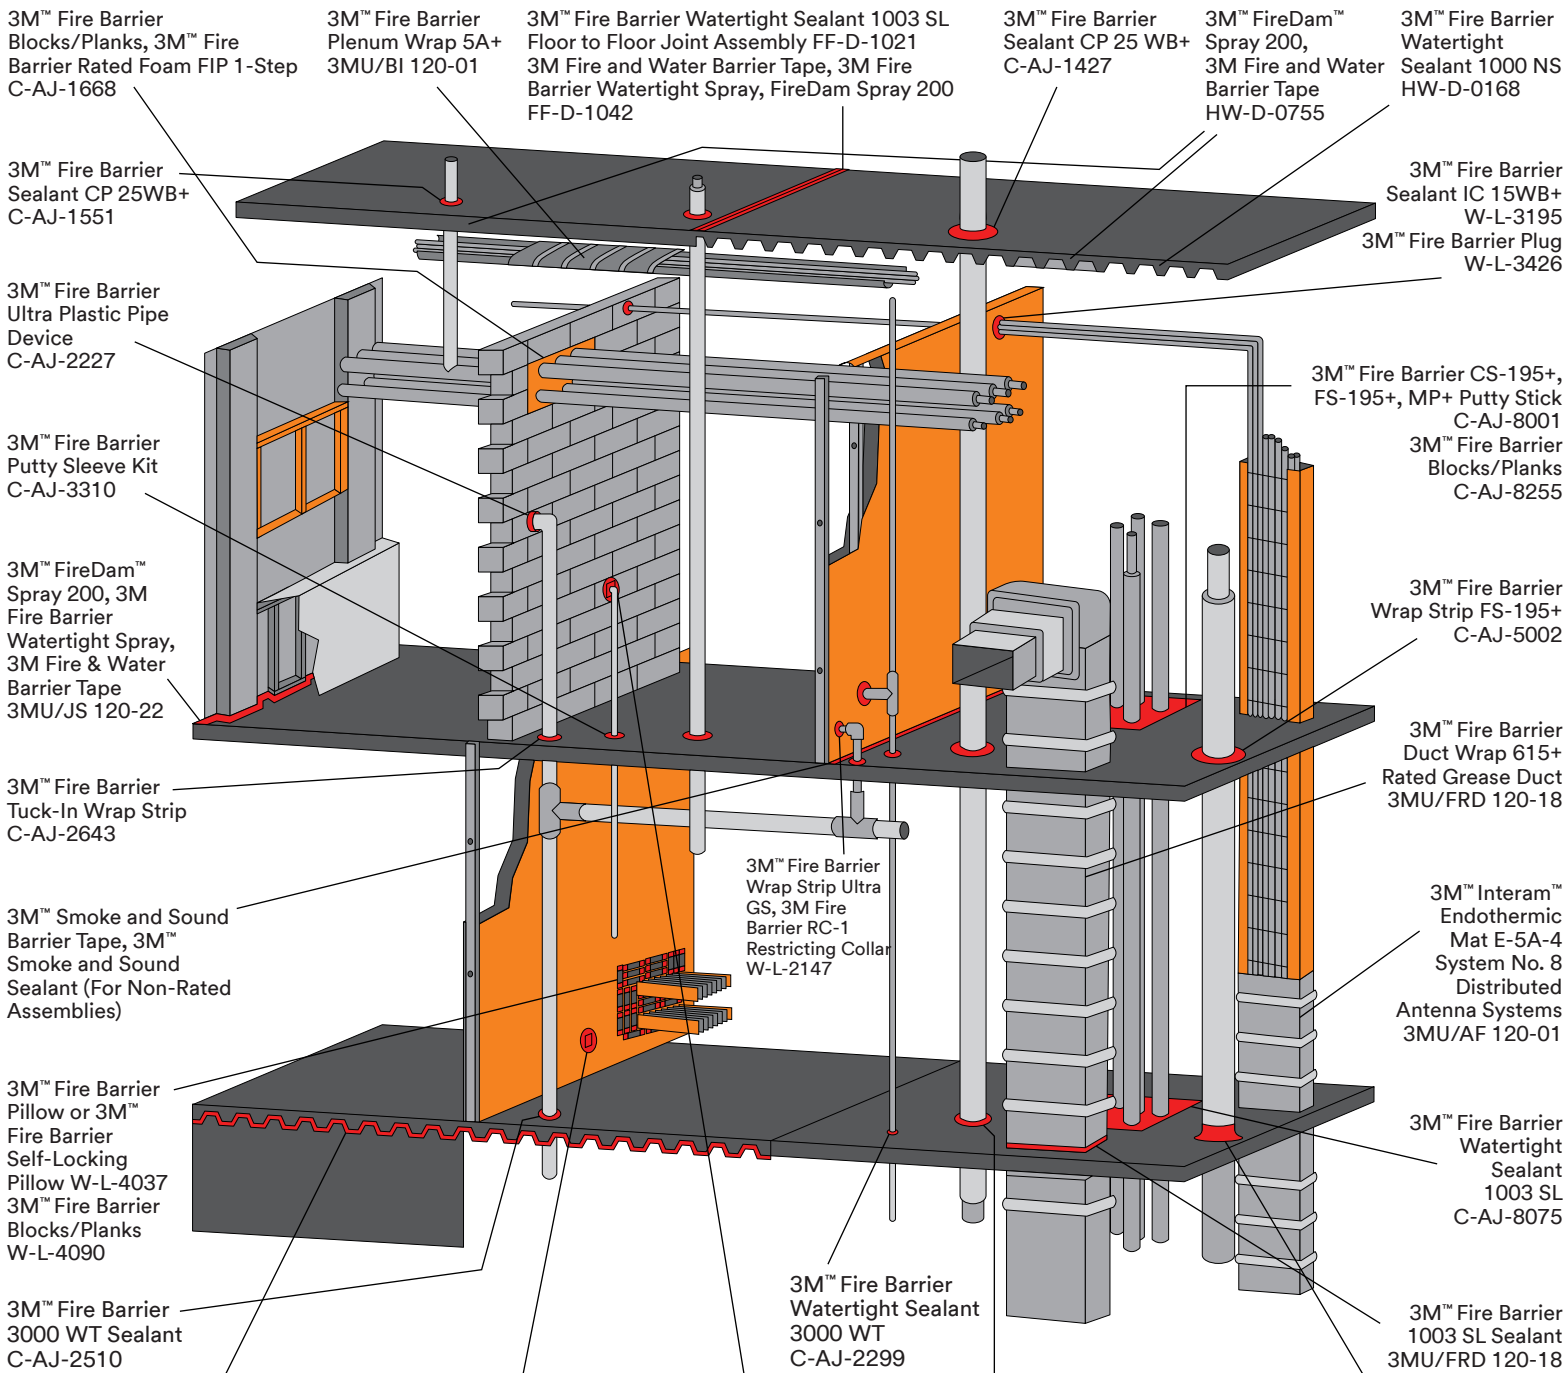 3M™ Fire Barrier
Blocks/Planks, 3M™ Fire
Barrier Rated Foam FIP 1-Step
C-AJ-1668
3M™ Fire Barrier
Plenum Wrap 5A+
3MU/BI 120-01
3M™ Fire Barrier Watertight Sealant 1003 SL
Floor to Floor Joint Assembly FF-D-1021
3M Fire and Water Barrier Tape, 3M Fire
Barrier Watertight Spray, FireDam Spray 200
FF-D-1042
3M™ Fire Barrier
Sealant CP 25 WB+
C-AJ-1427
3M™ FireDam™
Spray 200,
3M Fire and Water
Barrier Tape
HW-D-0755
3M™ Fire Barrier
Watertight
Sealant 1000 NS
HW-D-0168
3M™ Fire Barrier
Sealant CP 25WB+
C-AJ-1551
3M™ Fire Barrier
Sealant IC 15WB+
W-L-3195
3M™ Fire Barrier Plug
W-L-3426
3M™ Fire Barrier
Ultra Plastic Pipe
Device
C-AJ-2227
3M™ Fire Barrier CS-195+,
FS-195+, MP+ Putty Stick
C-AJ-8001
3M™ Fire Barrier
Blocks/Planks
C-AJ-8255
3M™ Fire Barrier
Putty Sleeve Kit
C-AJ-3310
3M™ FireDam™
Spray 200, 3M
Fire Barrier
Watertight Spray,
3M Fire & Water
Barrier Tape
3MU/JS 120-22
3M™ Fire Barrier
Wrap Strip FS-195+
C-AJ-5002
3M™ Fire Barrier
Duct Wrap 615+
Rated Grease Duct
3MU/FRD 120-18
3M™ Fire Barrier
Tuck-In Wrap Strip
C-AJ-2643
3M™ Fire Barrier
Wrap Strip Ultra
GS, 3M Fire
Barrier RC-1
Restricting Collar
W-L-2147
3M™ Smoke and Sound
Barrier Tape, 3M™
Smoke and Sound
Sealant (For Non-Rated
Assemblies)
3M™ Interam™
Endothermic
Mat E-5A-4
System No. 8
Distributed
Antenna Systems
3MU/AF 120-01
3M™ Fire Barrier
Pillow or 3M™
Fire Barrier
Self-Locking
Pillow W-L-4037
3M™ Fire Barrier
Blocks/Planks
W-L-4090
3M™ Fire Barrier
Watertight
Sealant
1003 SL
C-AJ-8075
3M™ Fire Barrier
3000 WT Sealant
C-AJ-2510
3M™ Fire Barrier
Watertight Sealant
3000 WT
C-AJ-2299
3M™ Fire Barrier
1003 SL Sealant
3MU/FRD 120-18